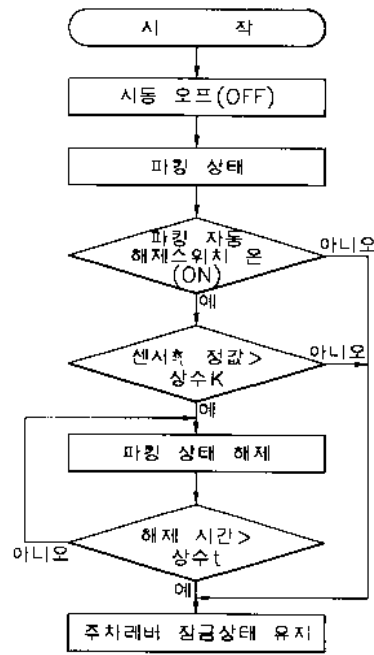 시 작
시동 오프(OFF)
파킹 상태
파킹 자동
해제스위치 온
(ON)
아니오
예
센서측 정값>
상수K
아니오
예
파킹 상태 해제
해제 시간>
상수t
아니오
예
주차레버 잠금상태 유지